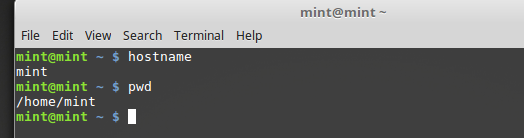 mint@mint ~
File Edit View Search Terminal Help
mint@mint ~ $ hostname
mint
mint@mint ~ $ pwd
/home/mint
mint@mint ~ $